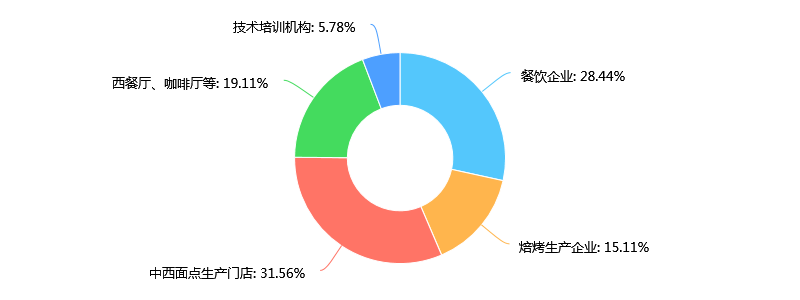 技术培训机构: 5.78%
餐饮企业: 28.44%
西餐厅、咖啡厅等: 19.11%
焙烤生产企业: 15.11%
中西面点生产门店: 31.56%